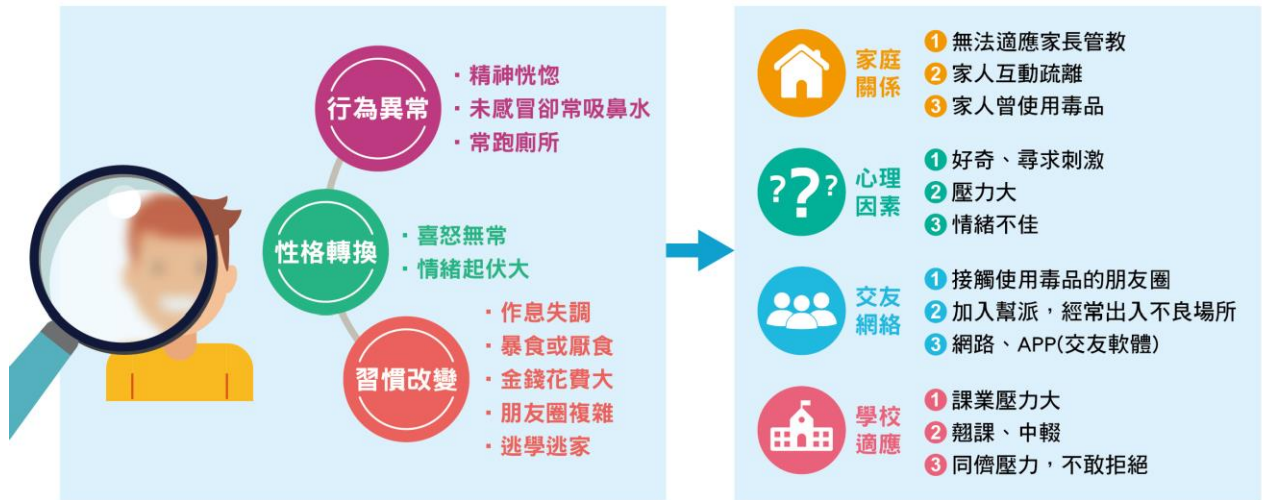 行為異常
・精神恍惚
・未感冒卻常吸鼻水
・常跑廁所
性格轉換
・喜怒無常
・情緒起伏大
習慣改變
・作息失調
・暴食或厭食
・金錢花費大
・朋友圈複雜
・逃學逃家
家庭
關係
1 無法適應家長管教
2 家人互動疏離
3 家人曾使用毒品
???
心理
因素
1 好奇、尋求刺激
2 壓力大
3 情緒不佳
交友
網絡
1 接觸使用毒品的朋友圈
2 加入幫派，經常出入不良場所
3 網路、APP(交友軟體)
學校
適應
1 課業壓力大
2 翹課、中輟
3 同儕壓力，不敢拒絕